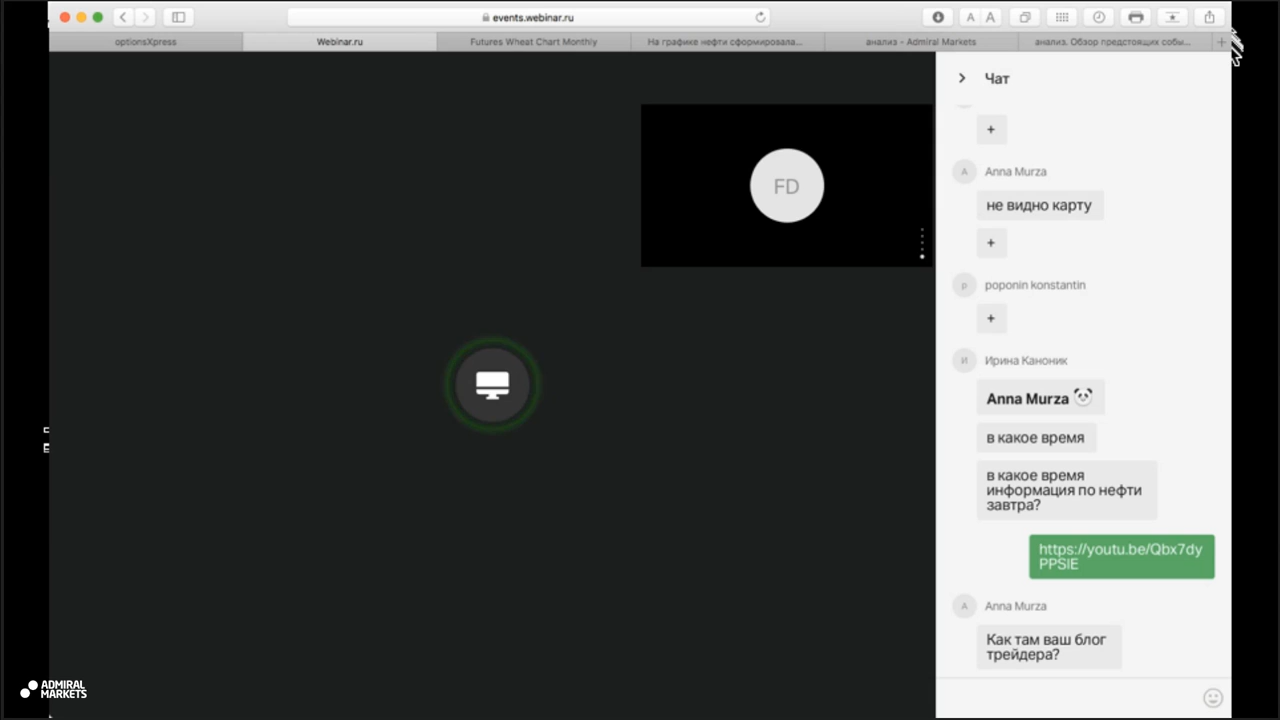 events.webinar.ru
A A
optionsXpress
Webinar.ru
Futures Wheat Chart Monthly
На графике нефти сформировала...
анализ - Admiral Markets
анализ. Обзор предстоящих собы...
+
Чат
+
A
Anna Murza
не видно карту
+
p
poponin konstantin
+
И
Ирина Каноник
Anna Murza
в какое время
в какое время
информация по нефти
завтра?
https://youtu.be/Qbx7dy
PPSIE
A
Anna Murza
Как там ваш блог
трейдера?
FD
ADMIRAL
MARKETS